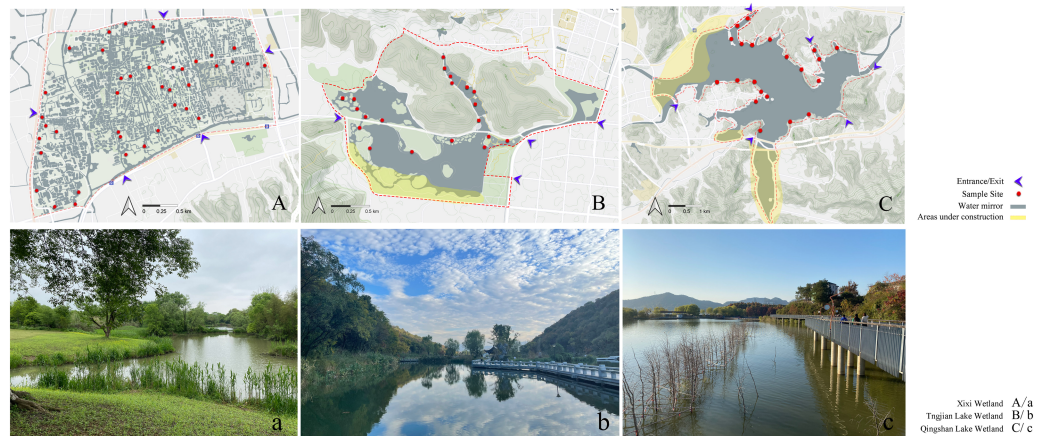 A
0 0.25 0.5 km
B
0 0.25 0.5 km
C
0 0.5 1 km
Entrance/Exit
Sample Site
Water mirror
Areas under construction
a
b
c
Xixi Wetland A/a
Tngjian Lake Wetland B/b
Qingshan Lake Wetland C/c